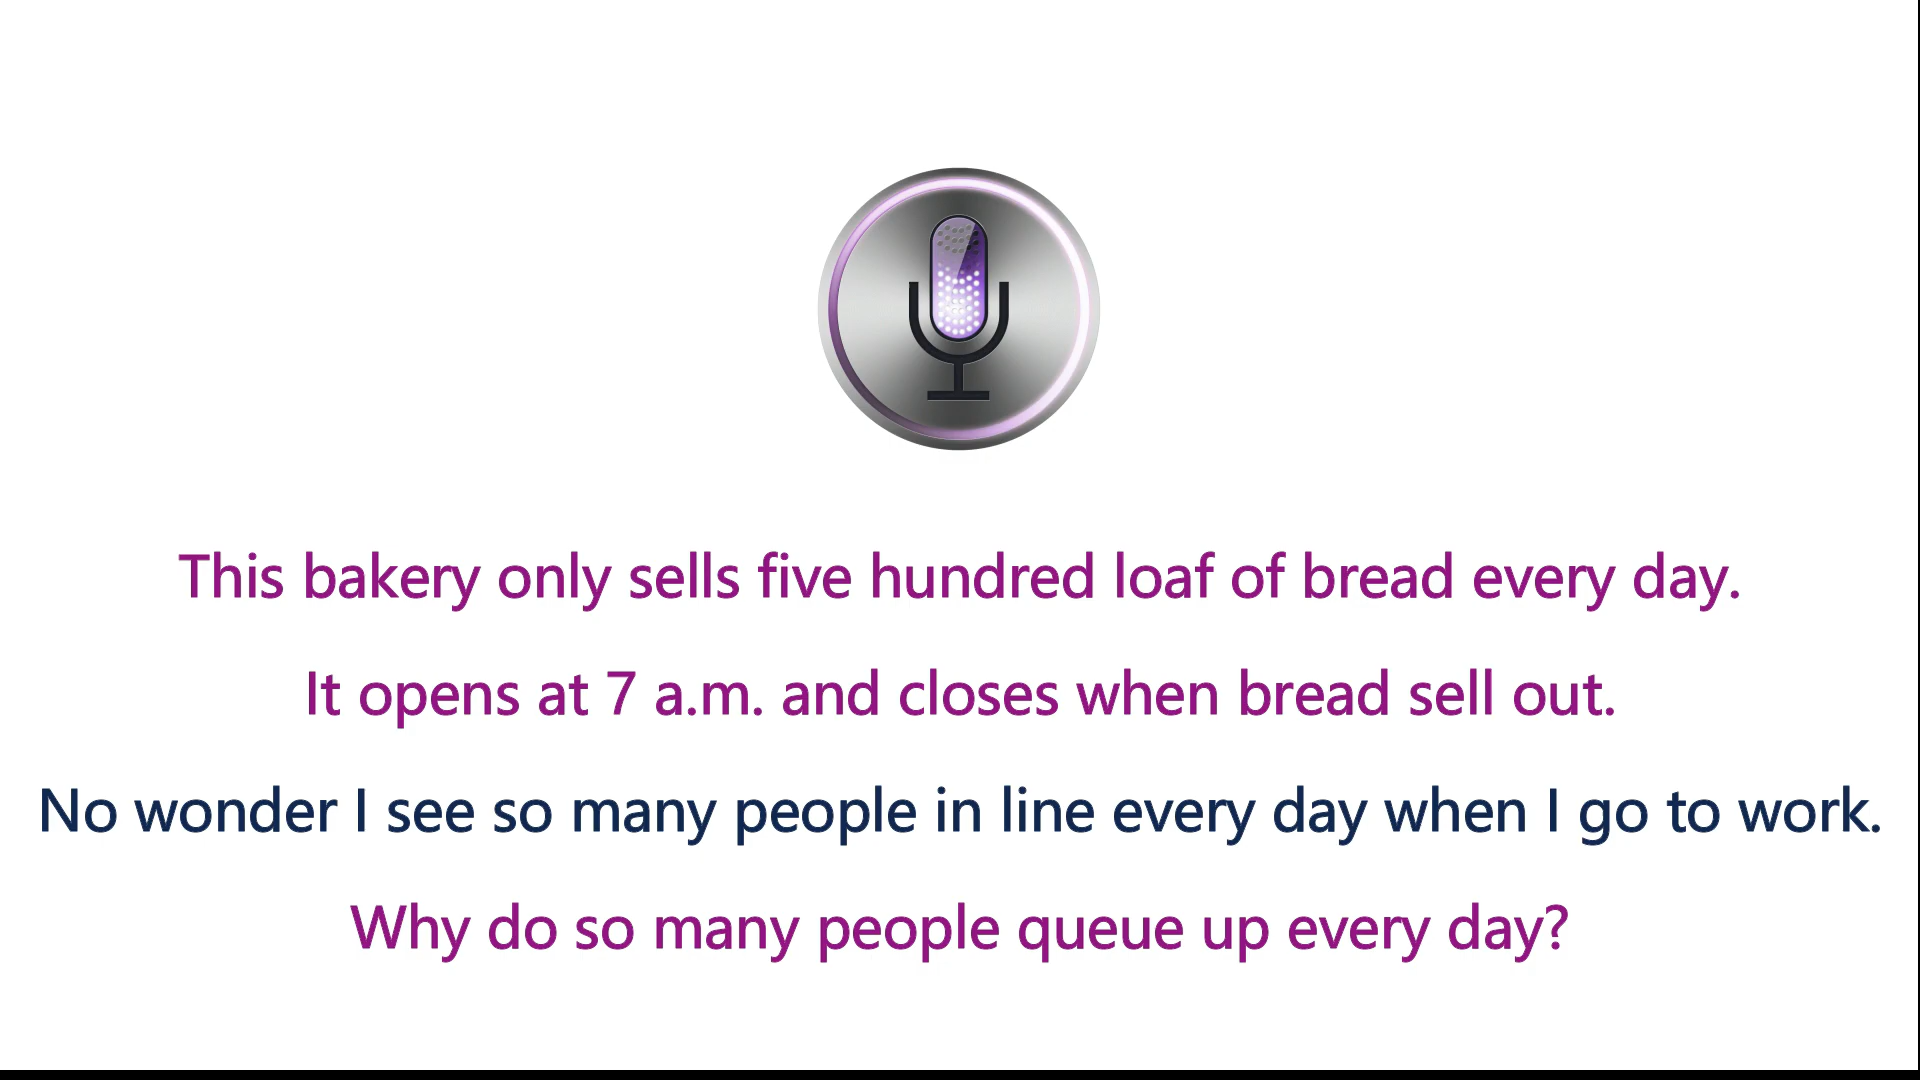 This bakery only sells five hundred loaf of bread every day.
It opens at 7 a.m. and closes when bread sell out.
No wonder I see so many people in line every day when I go to work.
Why do so many people queue up every day?